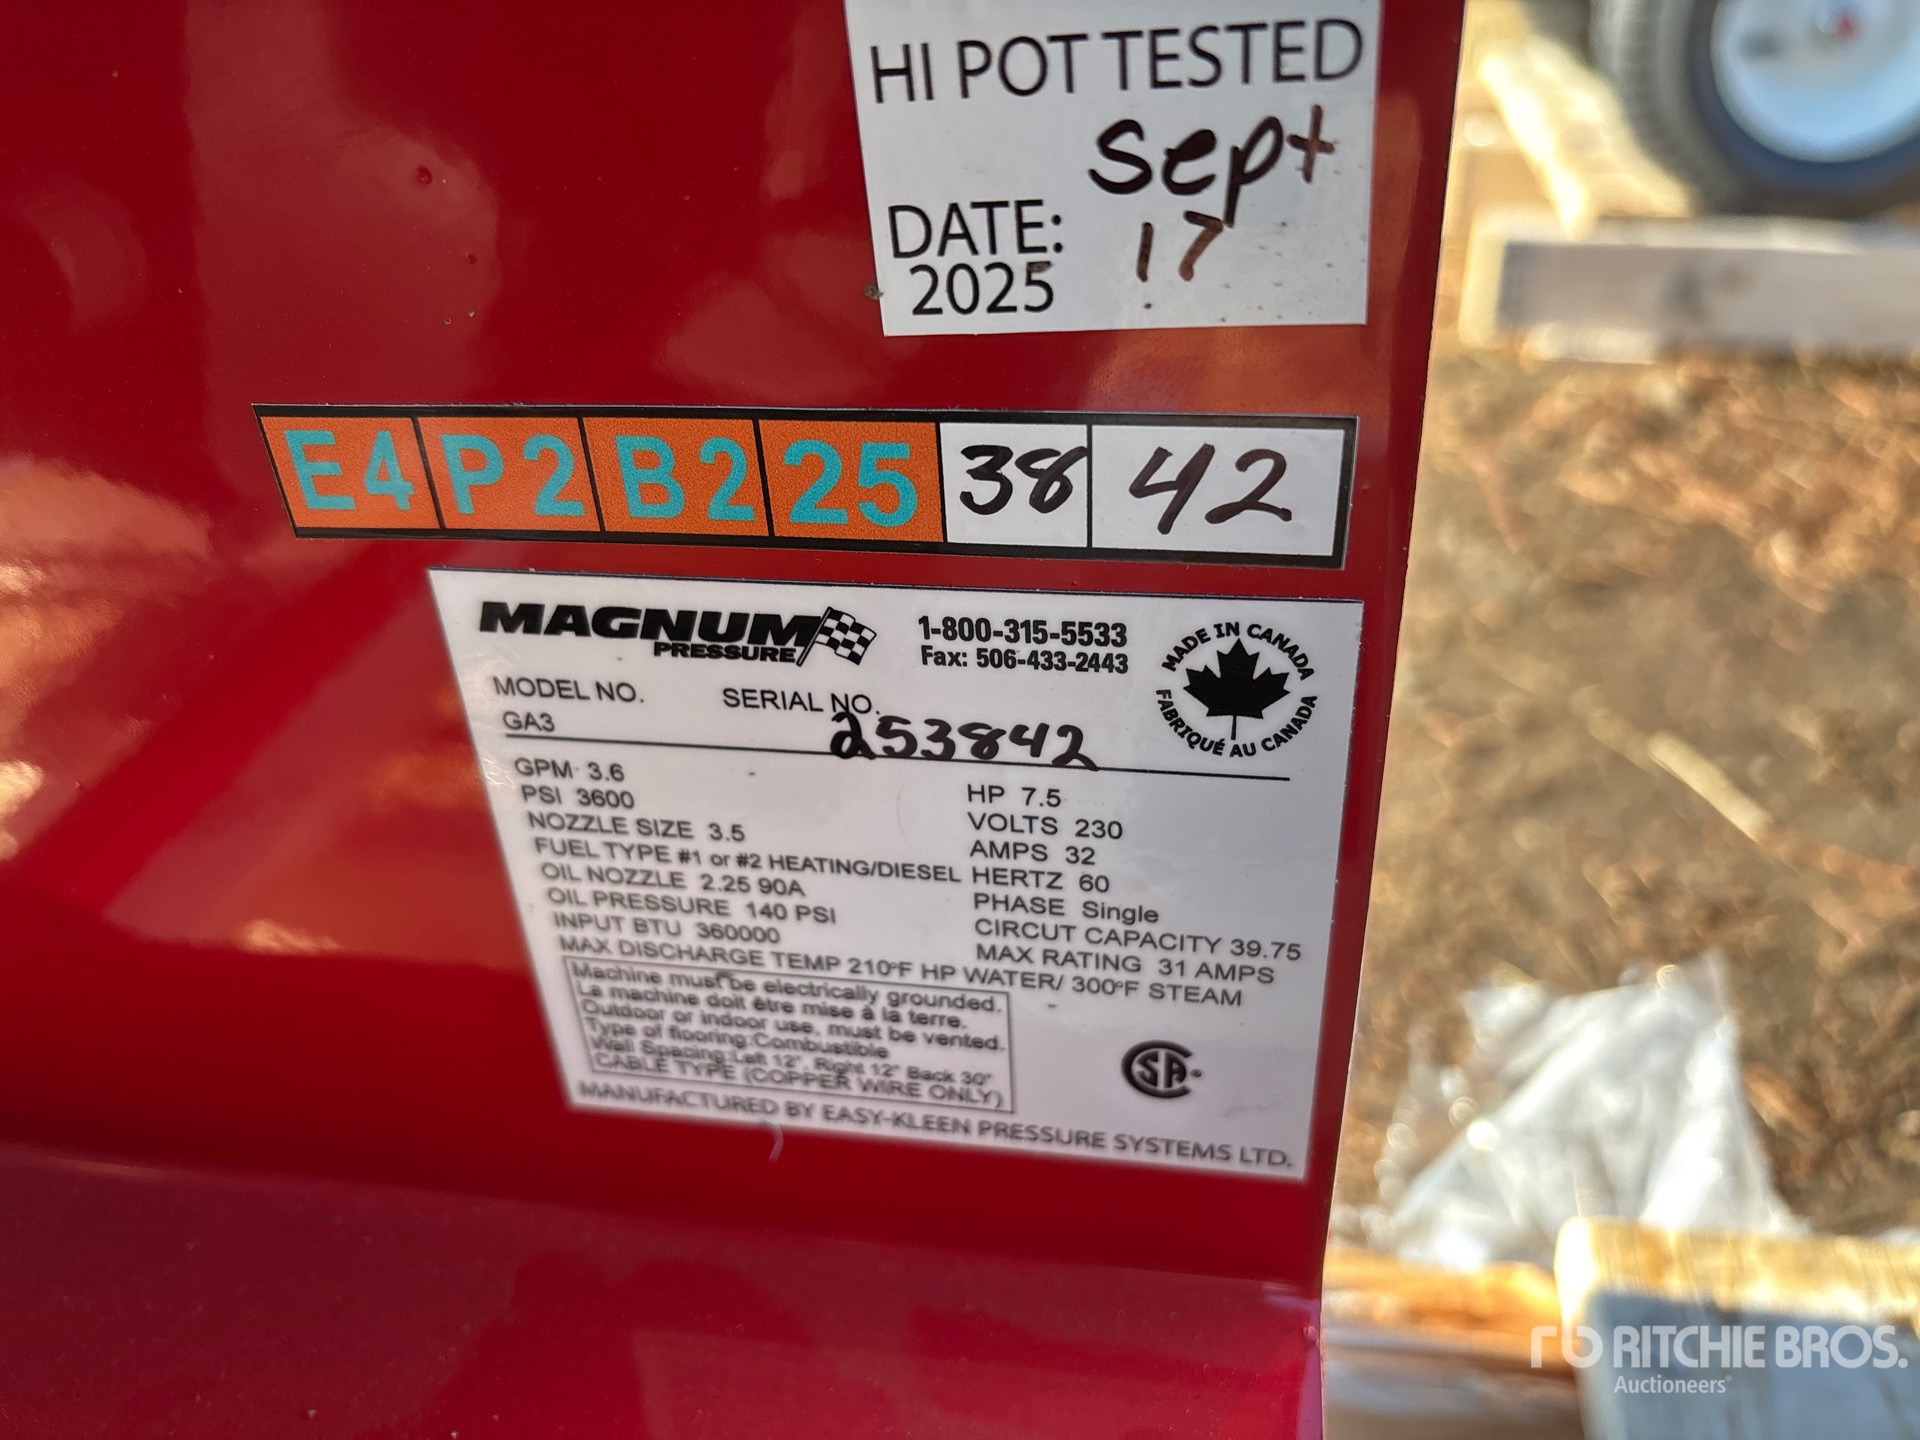 HI POT TESTED
Sept
DATE: 17
2025
E4 P2 B2 25 38 42
MAGNUM
PRESSURE
1-800-315-5533
Fax: 506-433-2443
MADE IN CANADA
FABRIQUÉ AU CANADA
MODEL NO. SERIAL NO.
GA3 253842
GPM 3.6
PSI 3600
NOZZLE SIZE 3.5
FUEL TYPE #1 or #2 HEATING/DIESEL
OIL NOZZLE 2.25 90A
OIL PRESSURE 140 PSI
INPUT BTU 360000
HP 7.5
VOLTS 230
AMPS 32
HERTZ 60
PHASE Single
CIRCUT CAPACITY 39.75
MAX RATING 31 AMPS
MAX DISCHARGE TEMP 210ºF HP WATER/ 300ºF STEAM
Machine must be electrically grounded.
La machine doit être mise à la terre.
Outdoor or indoor use, must be vented.
Type of flooring:Combustible
Wall Spacing:Left 12", Right 12" Back 30"
CABLE TYPE (COPPER WIRE ONLY)
CSA
MANUFACTURED BY EASY-KLEEN PRESSURE SYSTEMS LTD.
rb RITCHIE BROS.
Auctioneers